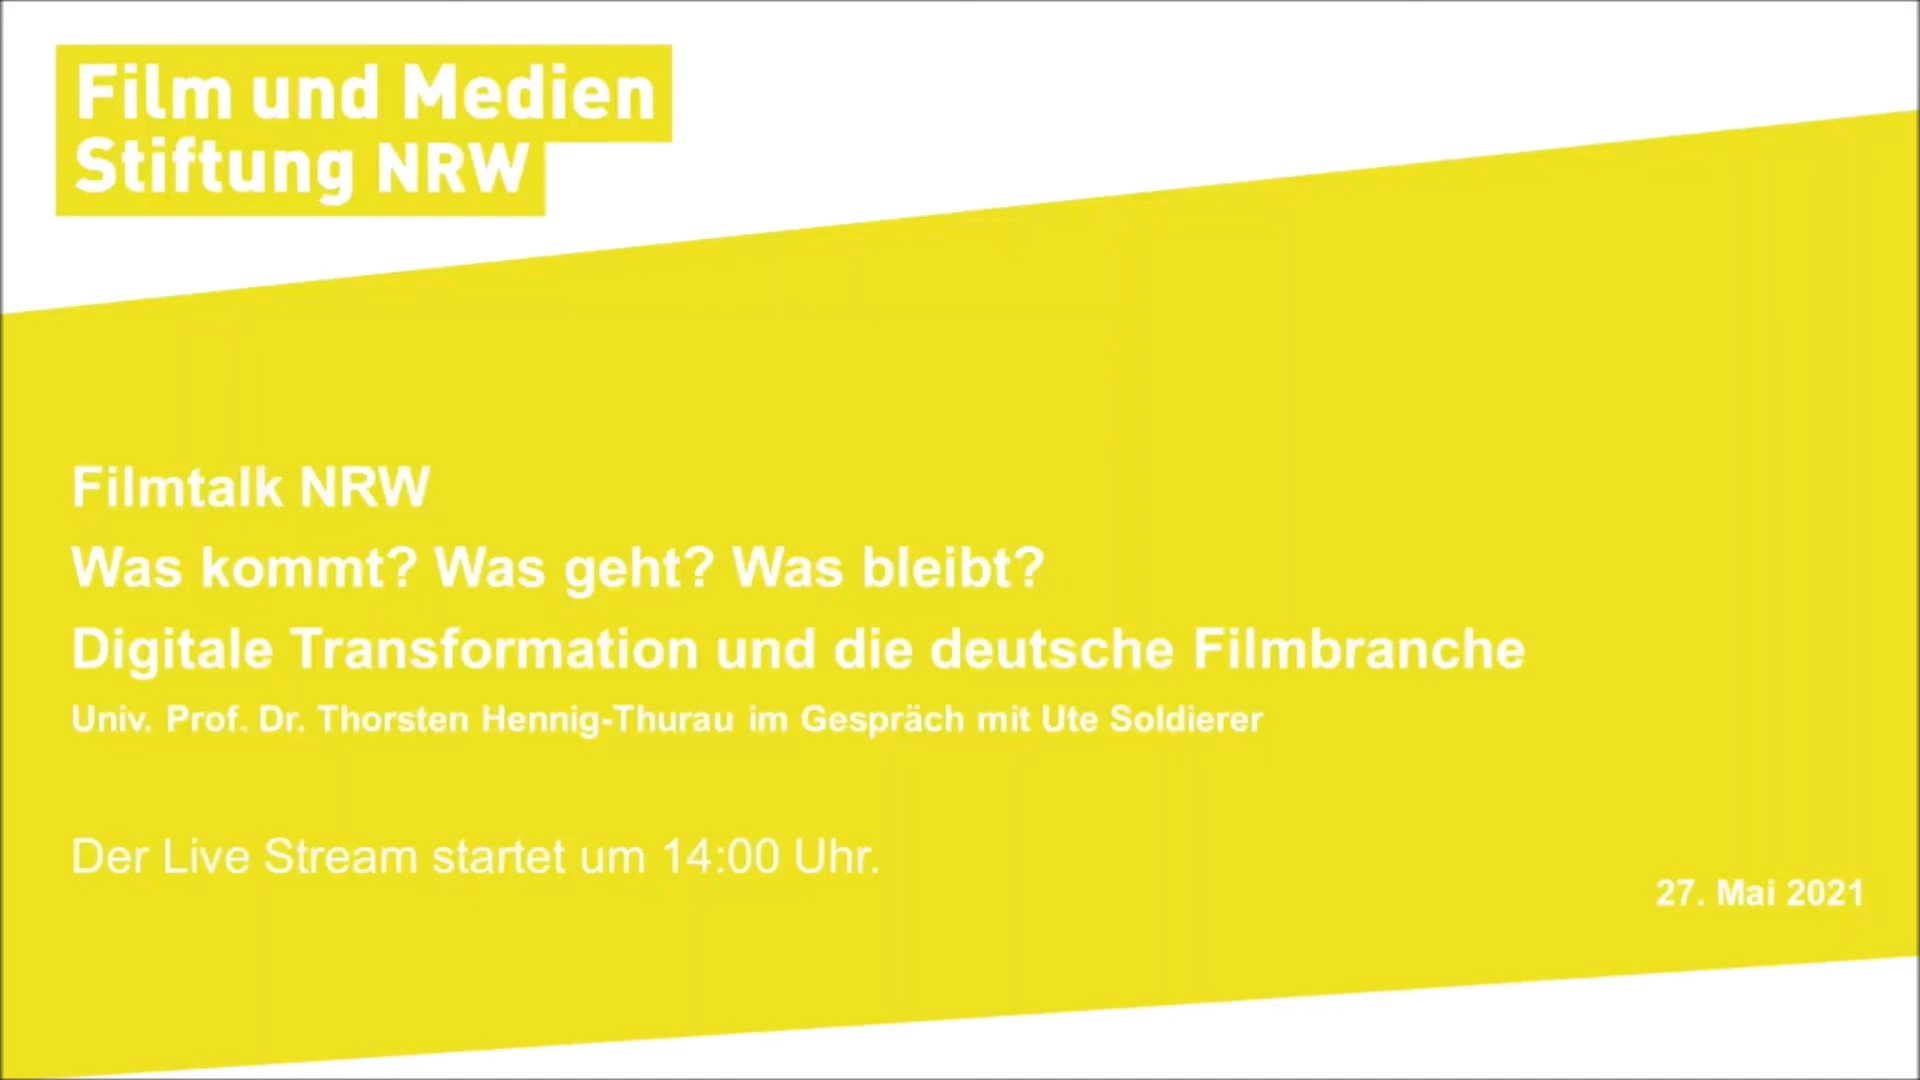 Film und Medien
Stiftung NRW
Filmtalk NRW
Was kommt? Was geht? Was bleibt?
Digitale Transformation und die deutsche Filmbranche
Univ. Prof. Dr. Thorsten Hennig-Thurau im Gespräch mit Ute Soldierer
Der Live Stream startet um 14:00 Uhr.
27. Mai 2021